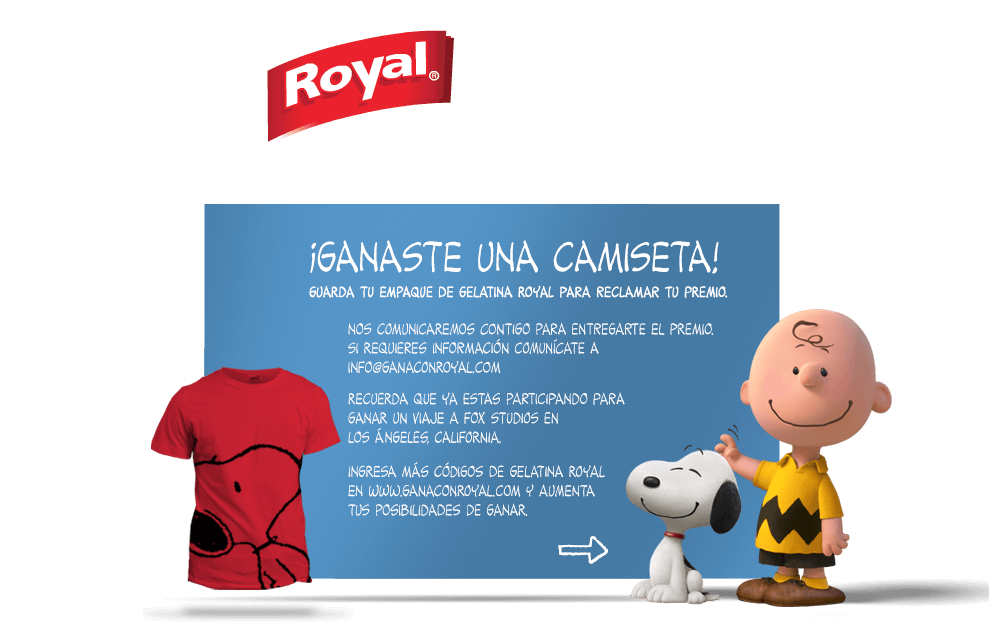 Royal®
¡GANASTE UNA CAMISETA!
GUARDA TU EMPAQUE DE GELATINA ROYAL PARA RECLAMAR TU PREMIO.
NOS COMUNICAREMOS CONTIGO PARA ENTREGARTE EL PREMIO.
SI REQUIERES INFORMACIÓN COMUNÍCATE A
INFO@GANACONROYAL.COM
RECUERDA QUE YA ESTAS PARTICIPANDO PARA
GANAR UN VIAJE A FOX STUDIOS EN
LOS ÁNGELES, CALIFORNIA.
INGRESA MÁS CÓDIGOS DE GELATINA ROYAL
EN WWW.GANACONROYAL.COM Y AUMENTA
TUS POSIBILIDADES DE GANAR.